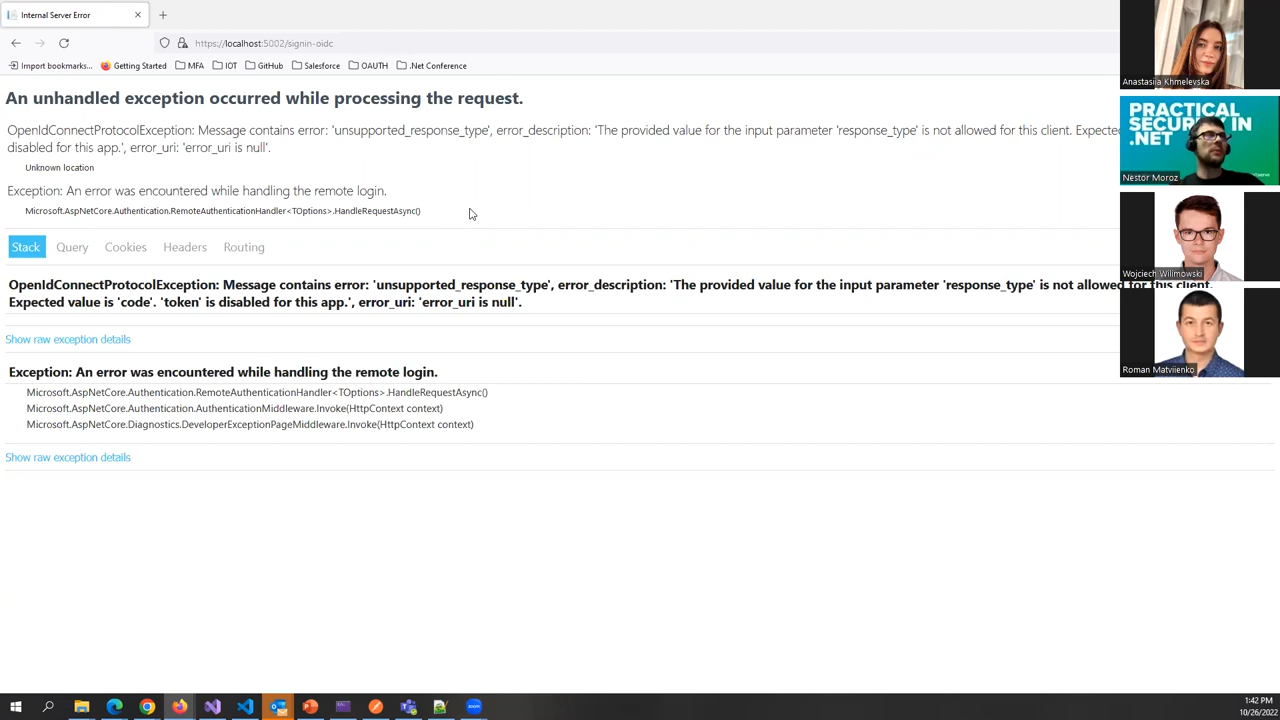 Internal Server Error
https://localhost:5002/signin-oidc
Import bookmarks... Getting Started MFA IOT GitHub Salesforce OAUTH .Net Conference
An unhandled exception occurred while processing the request.
OpenIdConnectProtocolException: Message contains error: 'unsupported_response_type', error_description: 'The provided value for the input parameter 'response_type' is not allowed for this client. Expected
disabled for this app.', error_uri: 'error_uri is null'.
Unknown location
Exception: An error was encountered while handling the remote login.
Microsoft.AspNetCore.Authentication.RemoteAuthenticationHandler<TOptions>.HandleRequestAsync()
Stack Query Cookies Headers Routing
OpenIdConnectProtocolException: Message contains error: 'unsupported_response_type', error_description: 'The provided value for the input parameter 'response_type' is not allowed for this client.
Expected value is 'code'. 'token' is disabled for this app.', error_uri: 'error_uri is null'.
Show raw exception details
Exception: An error was encountered while handling the remote login.
Microsoft.AspNetCore.Authentication.RemoteAuthenticationHandler<TOptions>.HandleRequestAsync()
Microsoft.AspNetCore.Authentication.AuthenticationMiddleware.Invoke(HttpContext context)
Microsoft.AspNetCore.Diagnostics.DeveloperExceptionPageMiddleware.Invoke(HttpContext context)
Show raw exception details
Anastasiia Khmelevska
PRACTICAL
SECURITY IN
.NET
Nestor Moroz
Wojciech Wilimowski
Roman Matviienko
1:42 PM
10/26/2022